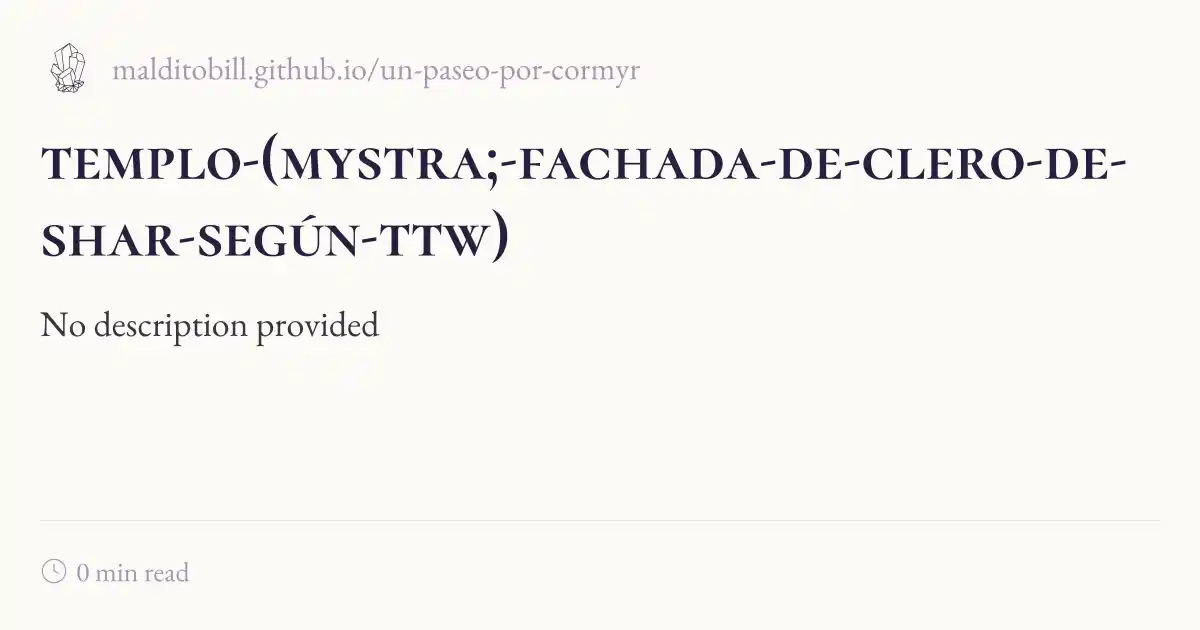 malditobill.github.io/un-paseo-por-cormyr
TEMPLO-(MYSTRA;-FACHADA-DE-CLERO-DE-
SHAR-SEGÚN-TTW)
No description provided
0 min read